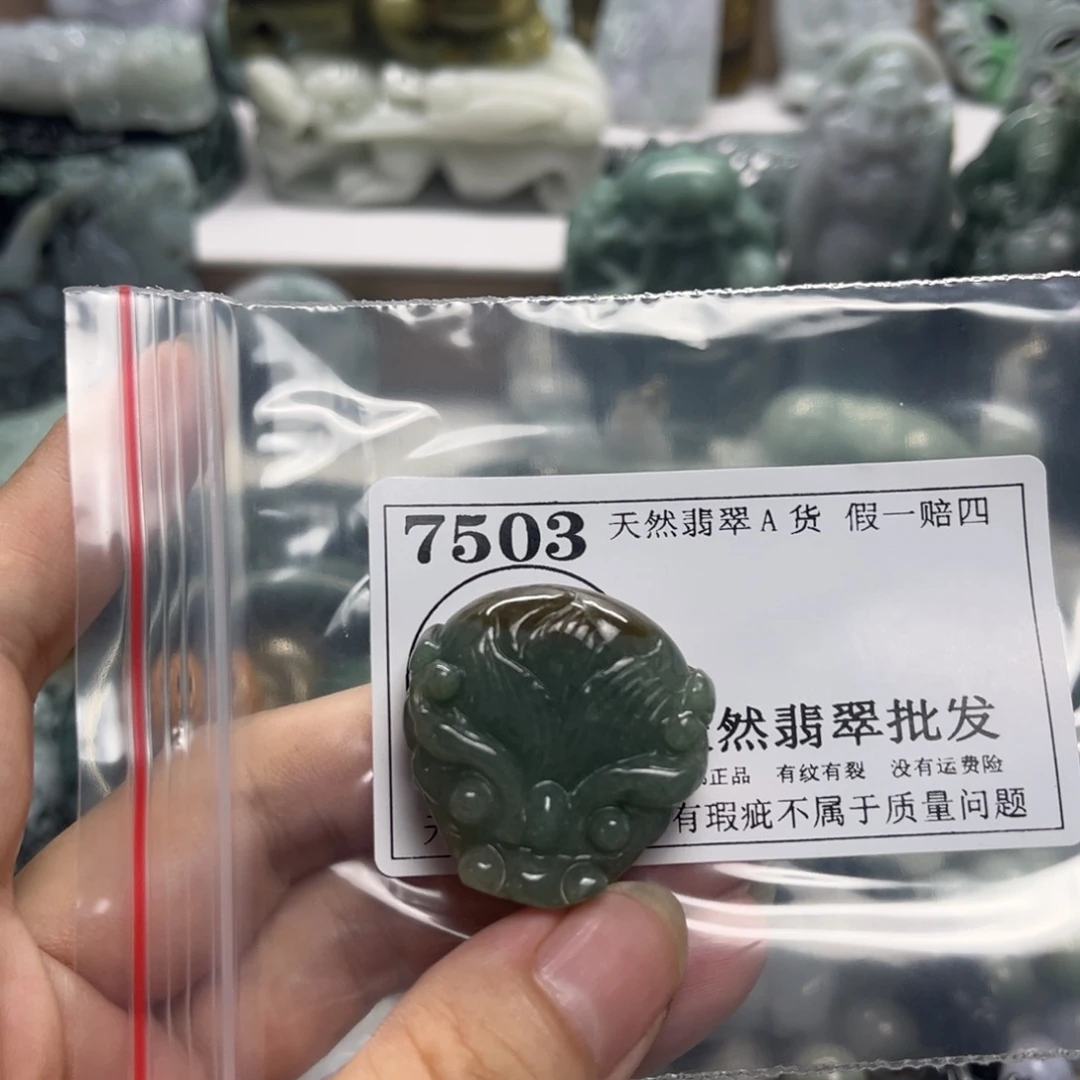 7503 天然翡翠A货 假一赔四
然翡翠批发
正品 有纹有裂 没有运费险
有瑕疵不属于质量问题